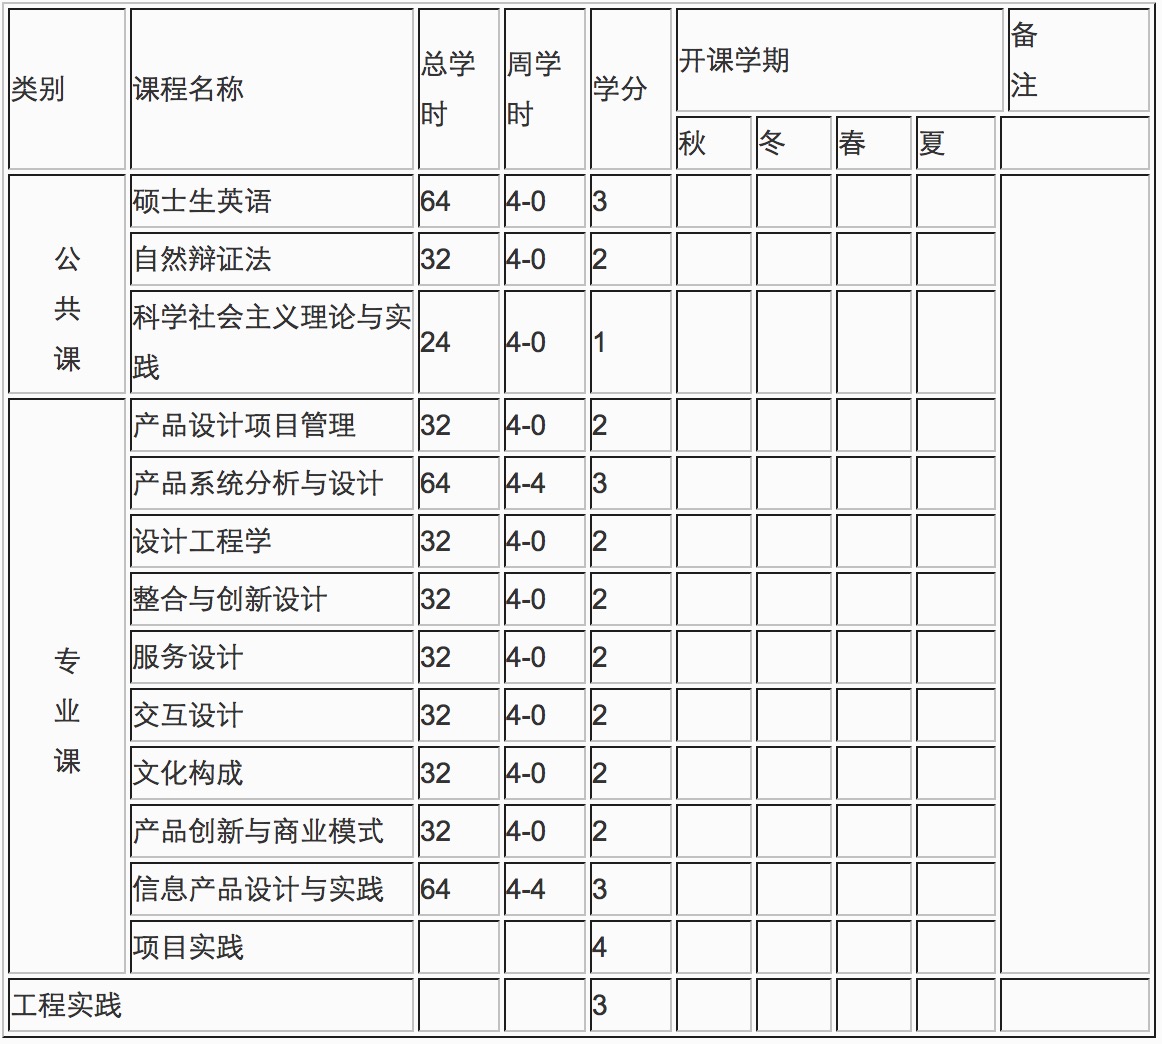 类别 课程名称 总学时 周学时 学分 开课学期 备注
秋 冬 春 夏
公共课
硕士生英语 64 4-0 3
自然辩证法 32 4-0 2
科学社会主义理论与实践 24 4-0 1
专业课
产品设计项目管理 32 4-0 2
产品系统分析与设计 64 4-4 3
设计工程学 32 4-0 2
整合与创新设计 32 4-0 2
服务设计 32 4-0 2
交互设计 32 4-0 2
文化构成 32 4-0 2
产品创新与商业模式 32 4-0 2
信息产品设计与实践 64 4-4 3
项目实践 4
工程实践 3